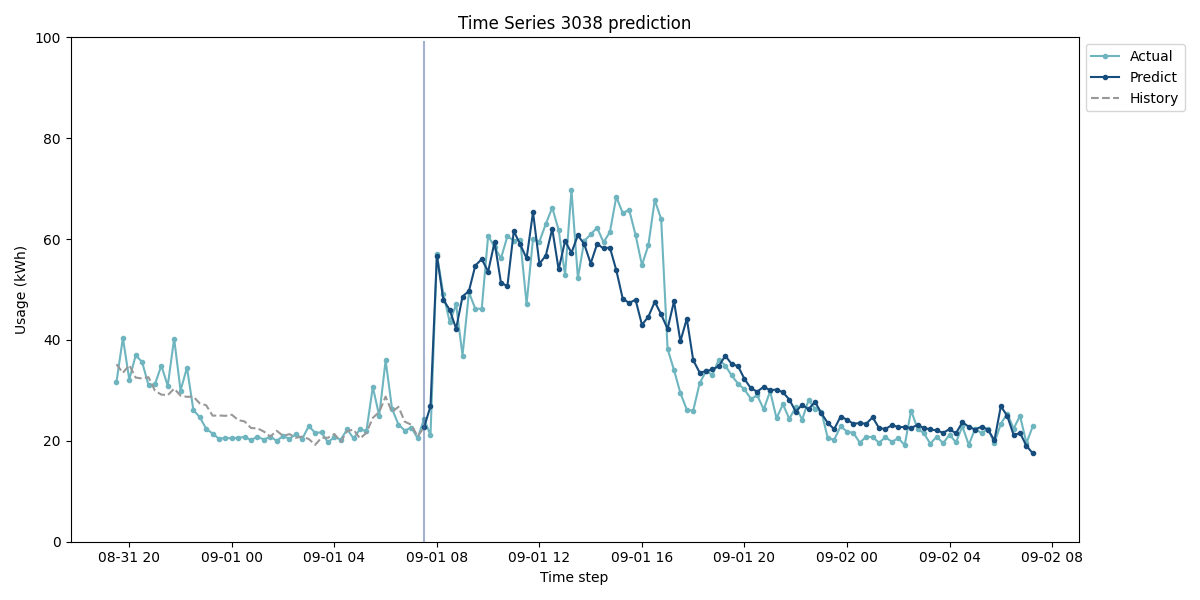 Time Series 3038 prediction
Actual
Predict
History
Usage (kWh)
100
80
60
40
20
0
08-31 20
09-01 00
09-01 04
09-01 08
09-01 12
09-01 16
09-01 20
09-02 00
09-02 04
09-02 08
Time step